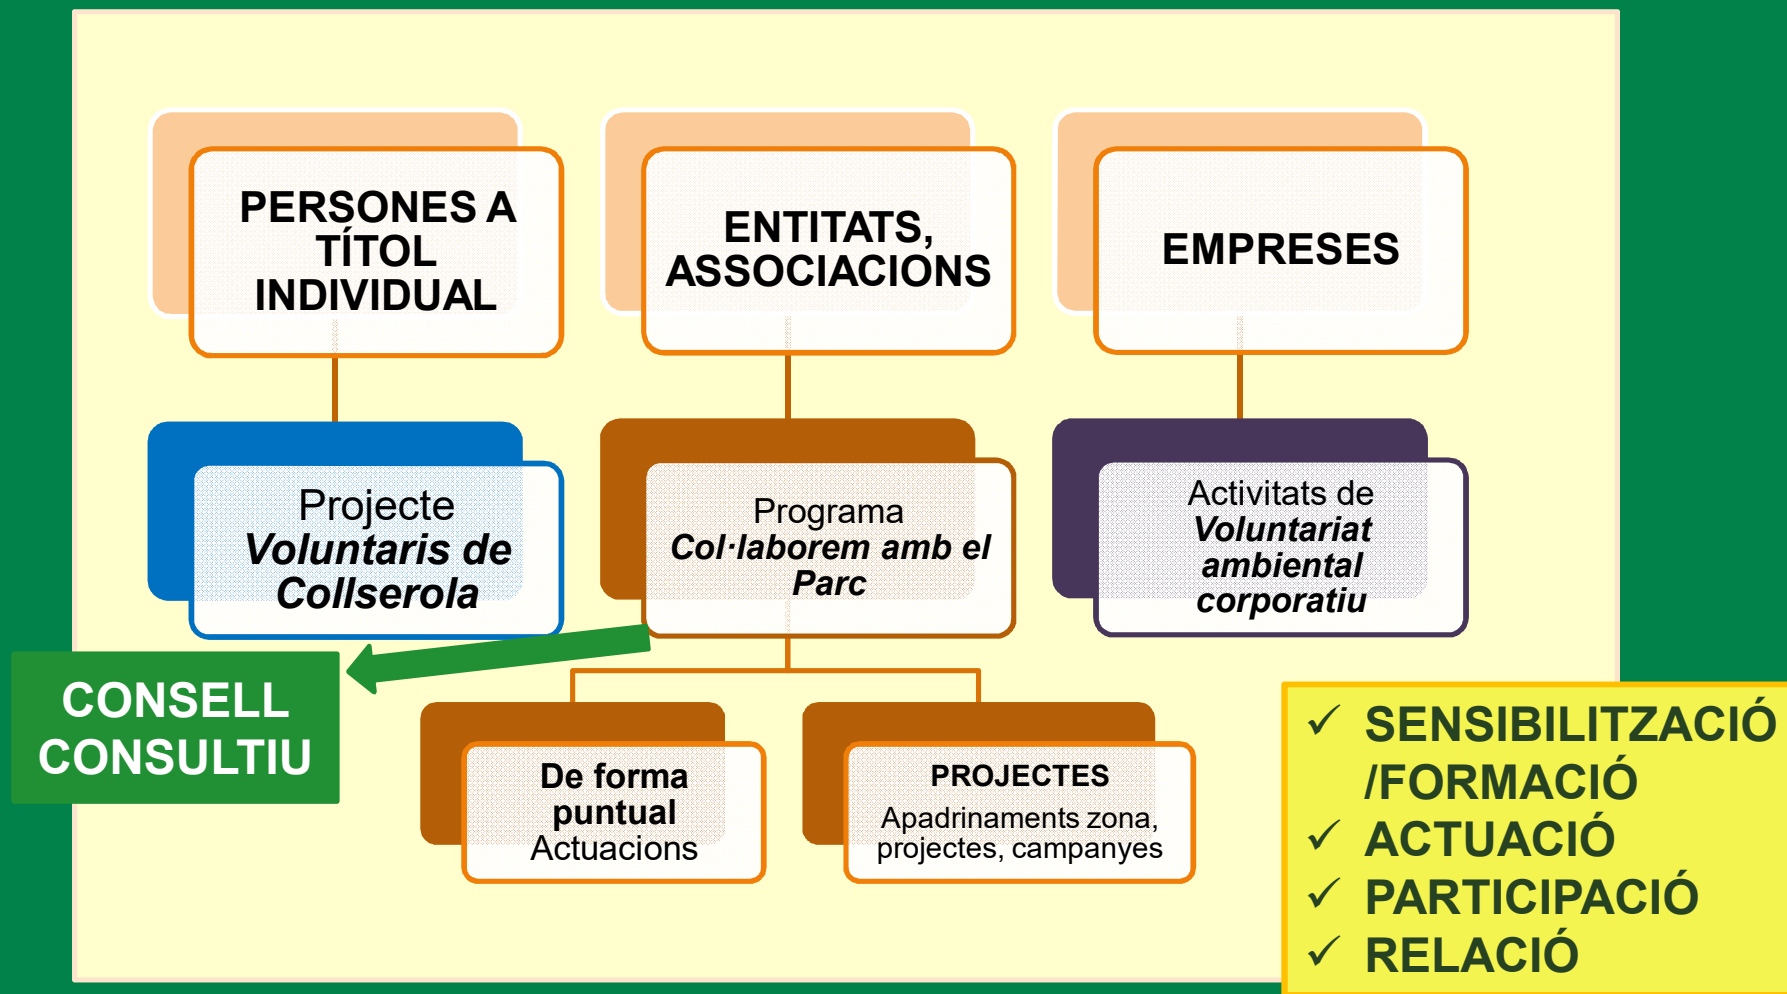 PERSONES A
TÍTOL
INDIVIDUAL
ENTITATS,
ASSOCIACIONS
EMPRESES
Projecte
Voluntaris de
Collserola
Programa
Col·laborem amb el
Parc
Activitats de
Voluntariat
ambiental
corporatiu
CONSELL
CONSULTIU
De forma
puntual
Actuacions
PROJECTES
Apadrinaments zona,
projectes, campanyes
✓ SENSIBILITZACIÓ
/FORMACIÓ
✓ ACTUACIÓ
✓ PARTICIPACIÓ
✓ RELACIÓ